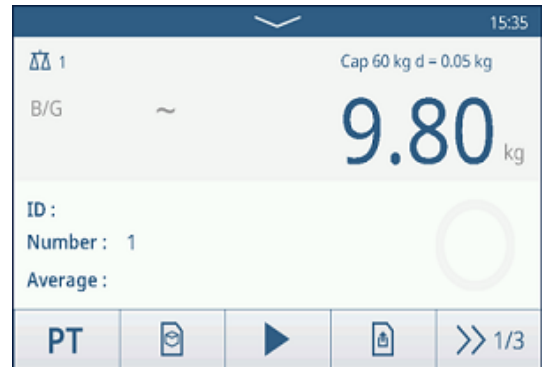 15:35
1 Cap 60 kg d = 0.05 kg
B/G ~ 9.80 kg
ID :
Number : 1
Average :
PT 1/3